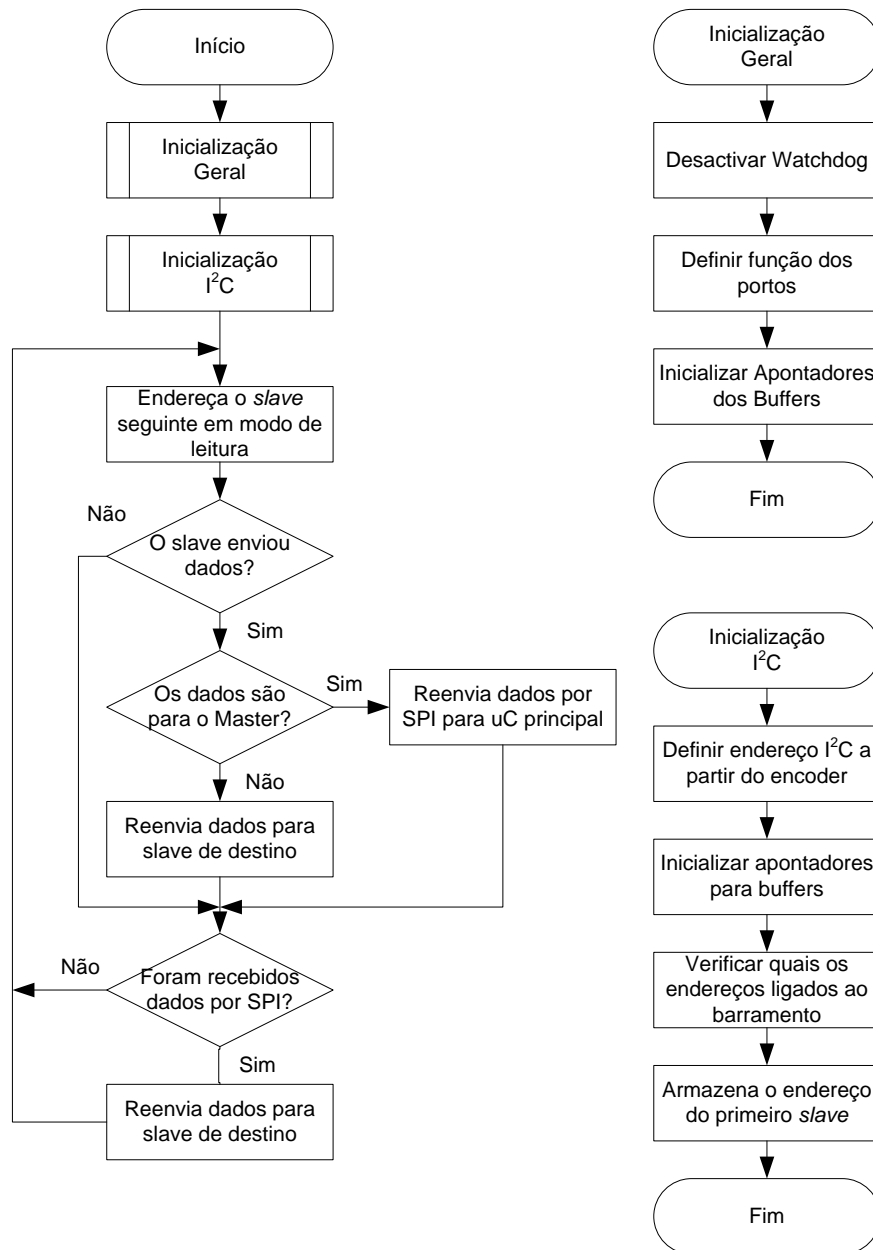 Início
Inicialização
Geral
Inicialização
I²C
Endereça o slave
seguinte em modo de
leitura
Não
O slave enviou
dados?
Sim
Os dados são
para o Master?
Sim
Reenvia dados por
SPI para uC principal
Não
Reenvia dados para
slave de destino
Não
Foram recebidos
dados por SPI?
Sim
Reenvia dados para
slave de destino
Inicialização
Geral
Desactivar Watchdog
Definir função dos
portos
Inicializar Apontadores
dos Buffers
Fim
Inicialização
I²C
Definir endereço I²C a
partir do encoder
Inicializar apontadores
para buffers
Verificar quais os
endereços ligados ao
barramento
Armazena o endereço
do primeiro slave
Fim